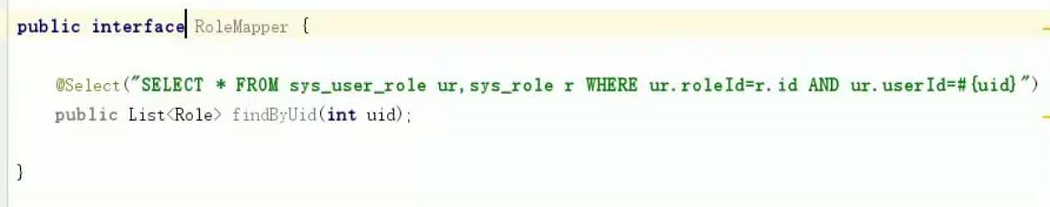 public interface RoleMapper {
@Select("SELECT * FROM sys_user_role ur,sys_role r WHERE ur.roleId=r.id AND ur.userId=#{uid}")
public List<Role> findByUid(int uid);
}